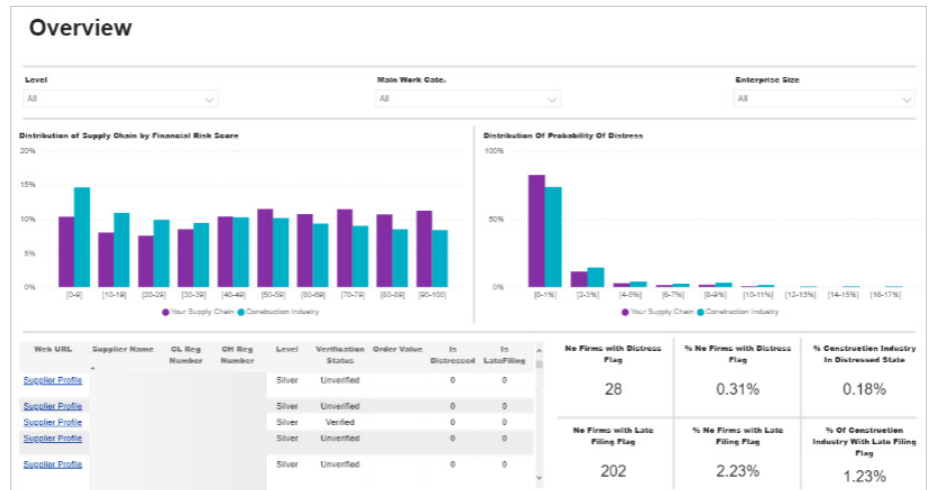 Overview
Level
Main Work Cate.
Enterprise Size
All
All
All
Distribution of Supply Chain by Financial Risk Score
20%
15%
10%
5%
0%
[0-9] [10-19] [20-29] [30-39] [40-49] [50-59] [60-69] [70-79] [80-89] [90-100]
Your Supply Chain Construction Industry
Distribution Of Probability Of Distress
100%
50%
0%
[0-1%] [2-3%] [4-5%] [6-7%] [8-9%] [10-11%] [12-13%] [14-15%] [16-17%]
Your Supply Chain Construction Industry
Web URL Supplier Name OL Reg Number CH Reg Number Level Verification Status Order Value Is Distressed Is LateFiling
Supplier Profile Silver Unverified 0 0
Supplier Profile Silver Unverified 0 0
Supplier Profile Silver Verified 0 0
Supplier Profile Silver Unverified 0 0
Supplier Profile Silver Unverified 0 0
No Firms with Distress
Flag
28
% No Firms with Distress
Flag
0.31%
% Construction Industry
In Distressed State
0.18%
No Firms with Late
Filing Flag
202
% No Firms with Late
Filing Flag
2.23%
% Of Construction
Industry With Late Filing
Flag
1.23%